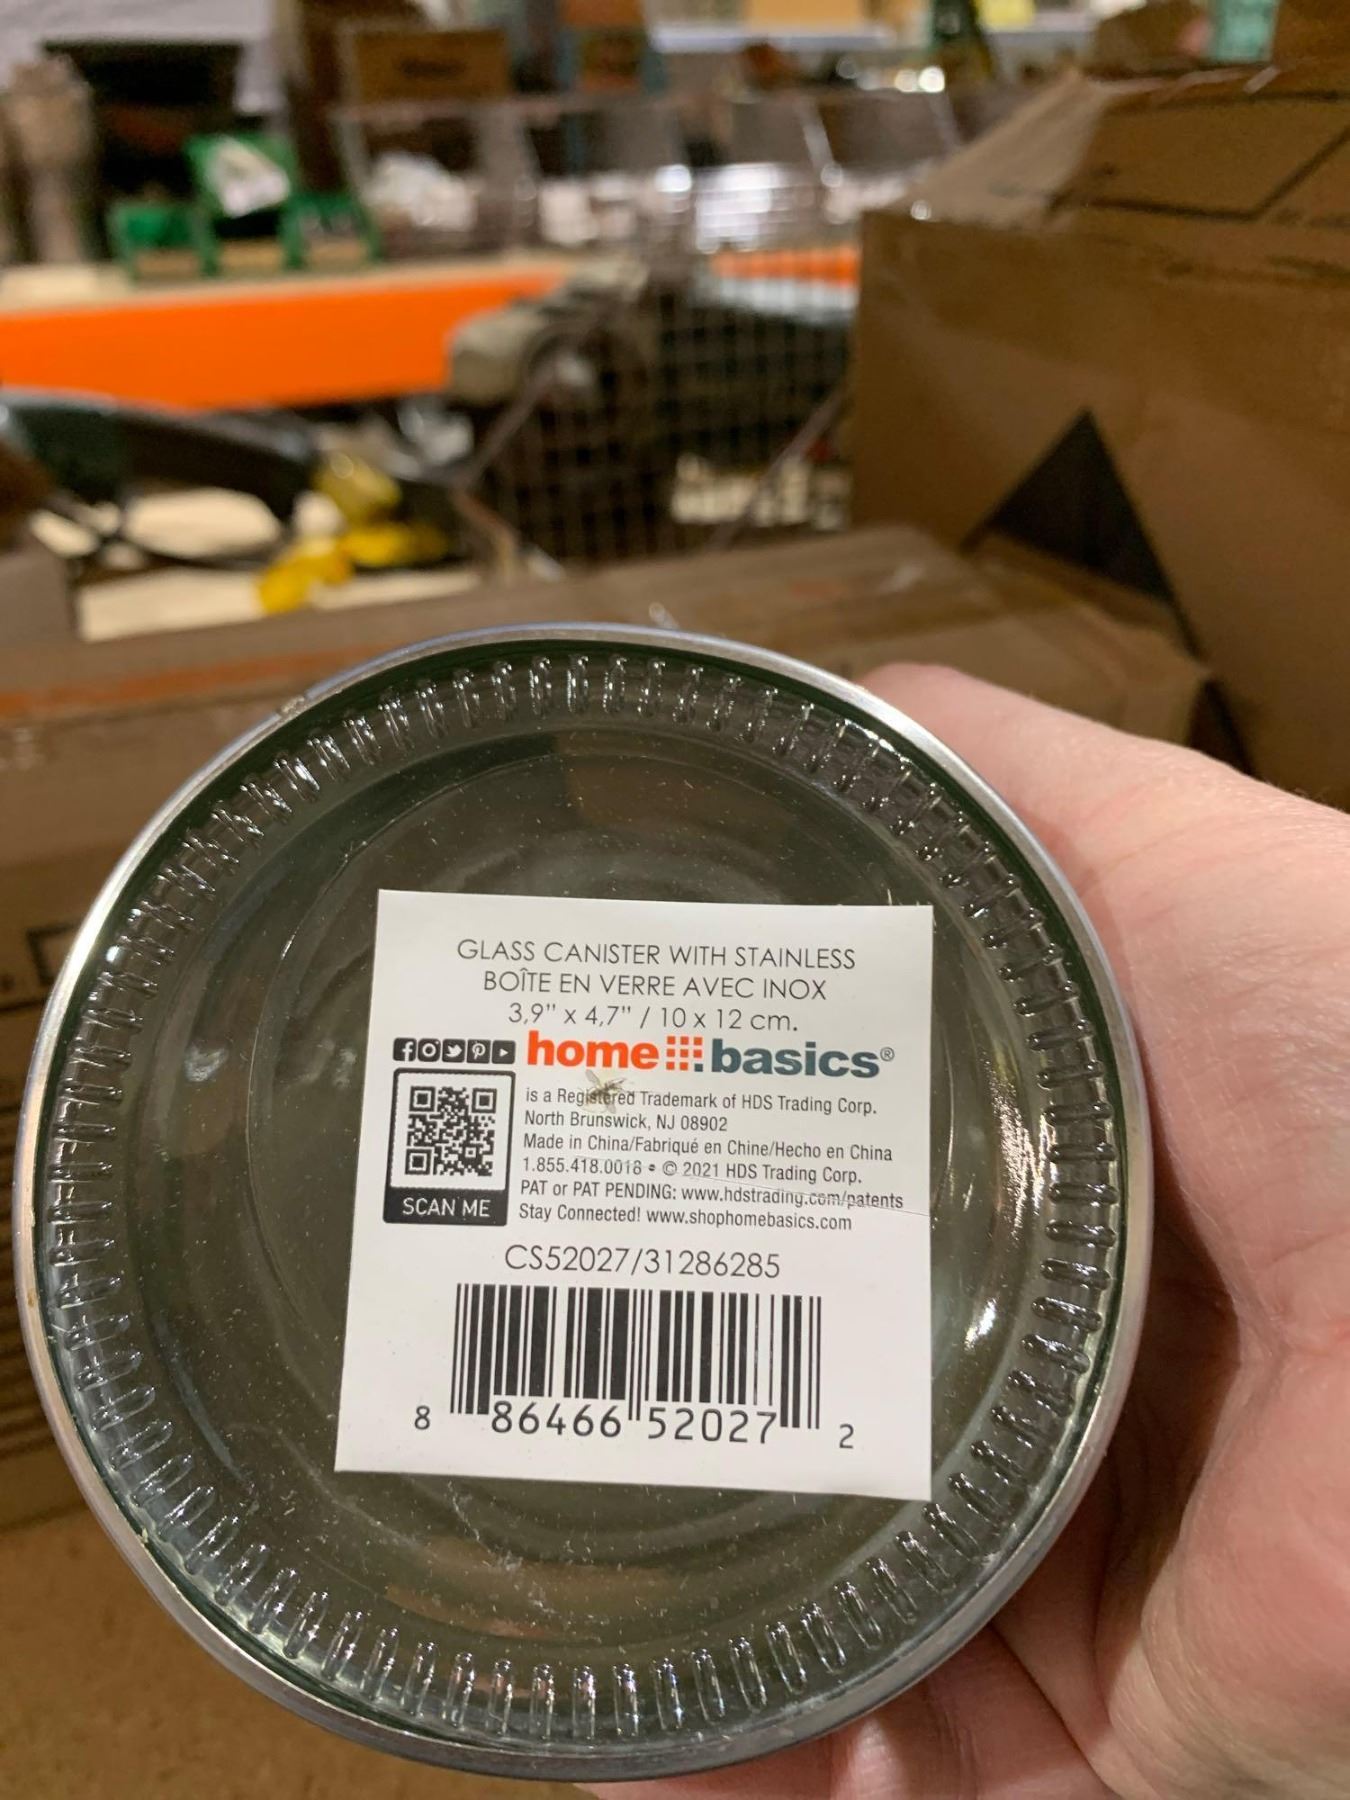 GLASS CANISTER WITH STAINLESS
BOÎTE EN VERRE AVEC INOX
3,9" x 4,7" / 10 x 12 cm.
home basics®
is a Registered Trademark of HDS Trading Corp.
North Brunswick, NJ 08902
Made in China/Fabriqué en Chine/Hecho en China
1.855.418.0018 • © 2021 HDS Trading Corp.
PAT or PAT PENDING: www.hdstrading.com/patents
Stay Connected! www.shophomebasics.com
SCAN ME
CS52027/31286285
8 86466 52027 2